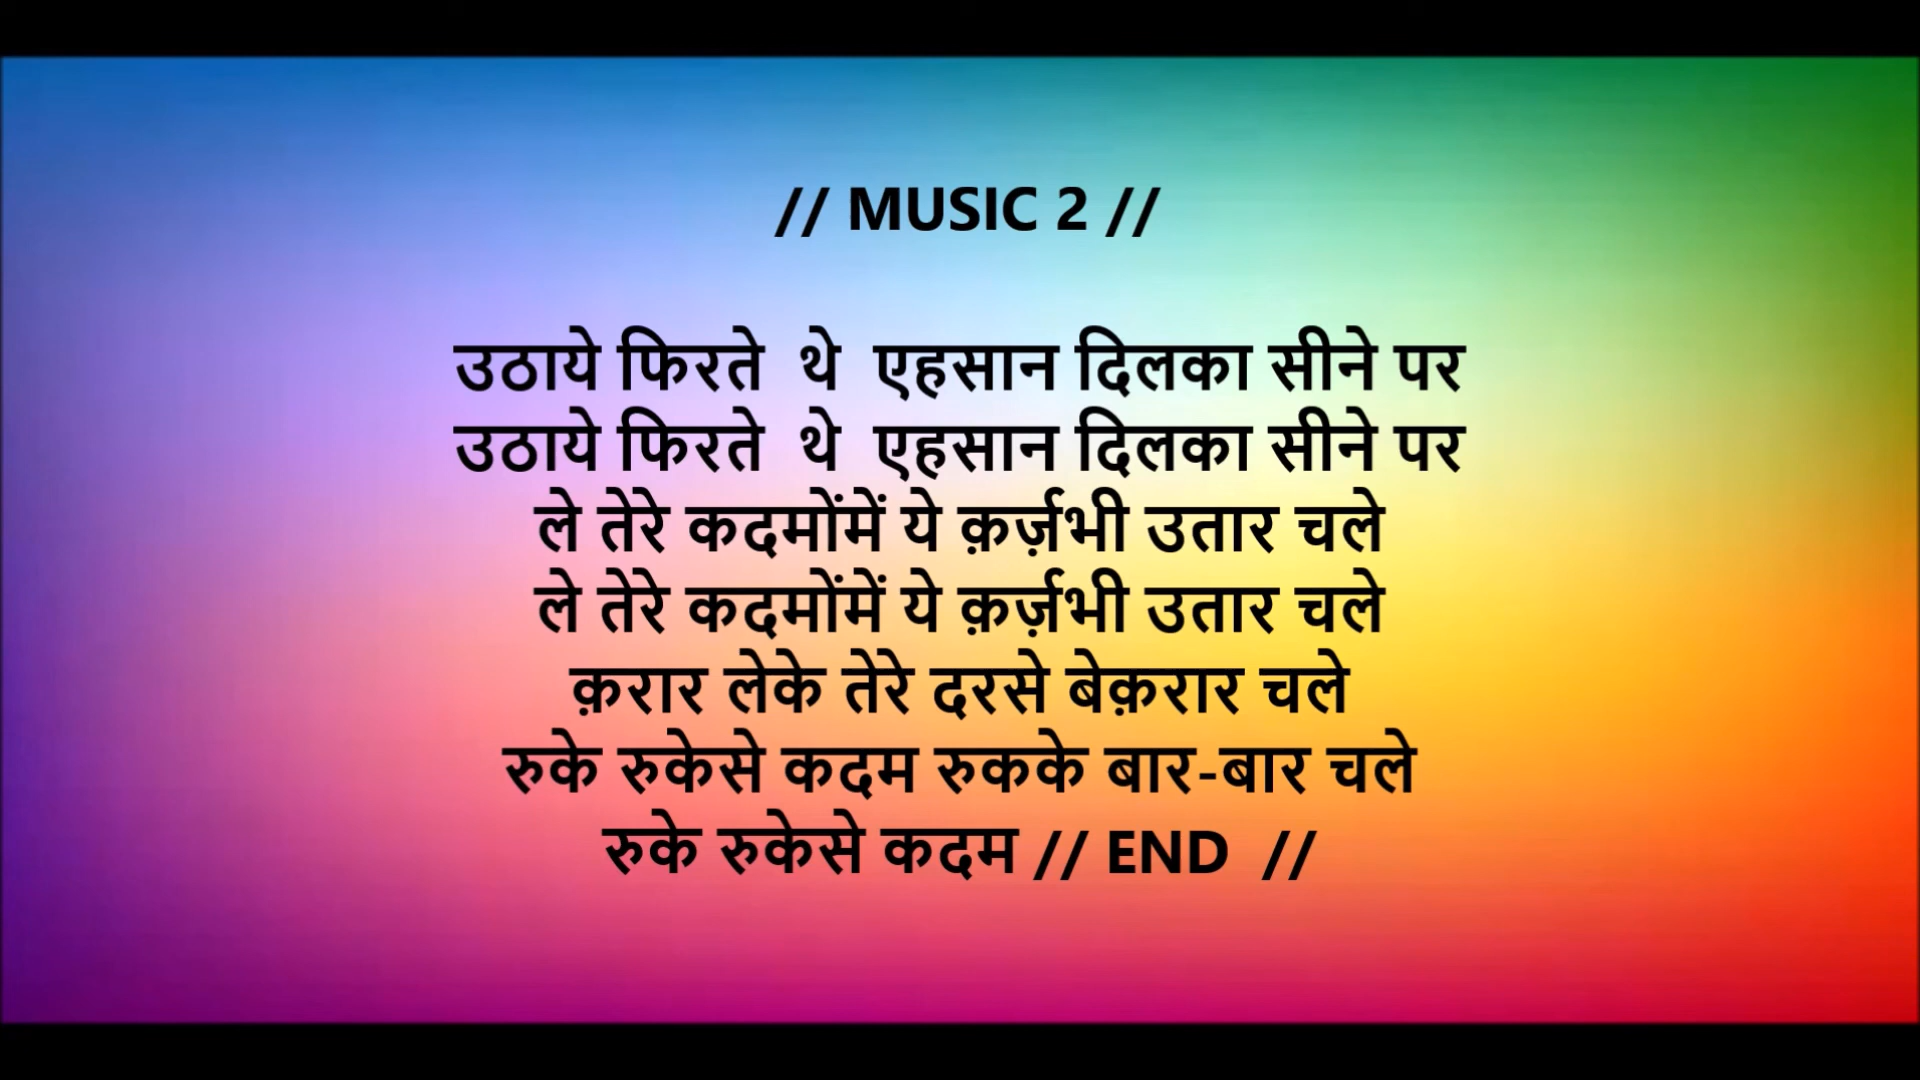 // MUSIC 2 //
उठाये फिरते थे एहसान दिलका सीने पर
उठाये फिरते थे एहसान दिलका सीने पर
ले तेरे कदमोंमें ये क़र्ज़भी उतार चले
ले तेरे कदमोंमें ये क़र्ज़भी उतार चले
क़रार लेके तेरे दरसे बेक़रार चले
रुके रुकेसे कदम रुकके बार-बार चले
रुके रुकेसे कदम // END //